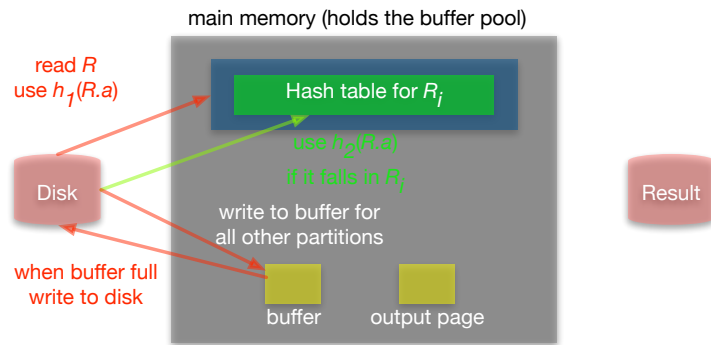 main memory (holds the buffer pool)
read R
use h1(R.a)
Hash table for Ri
use h2(R.a)
if it falls in Ri
Disk
Result
write to buffer for
all other partitions
when buffer full
write to disk
buffer
output page